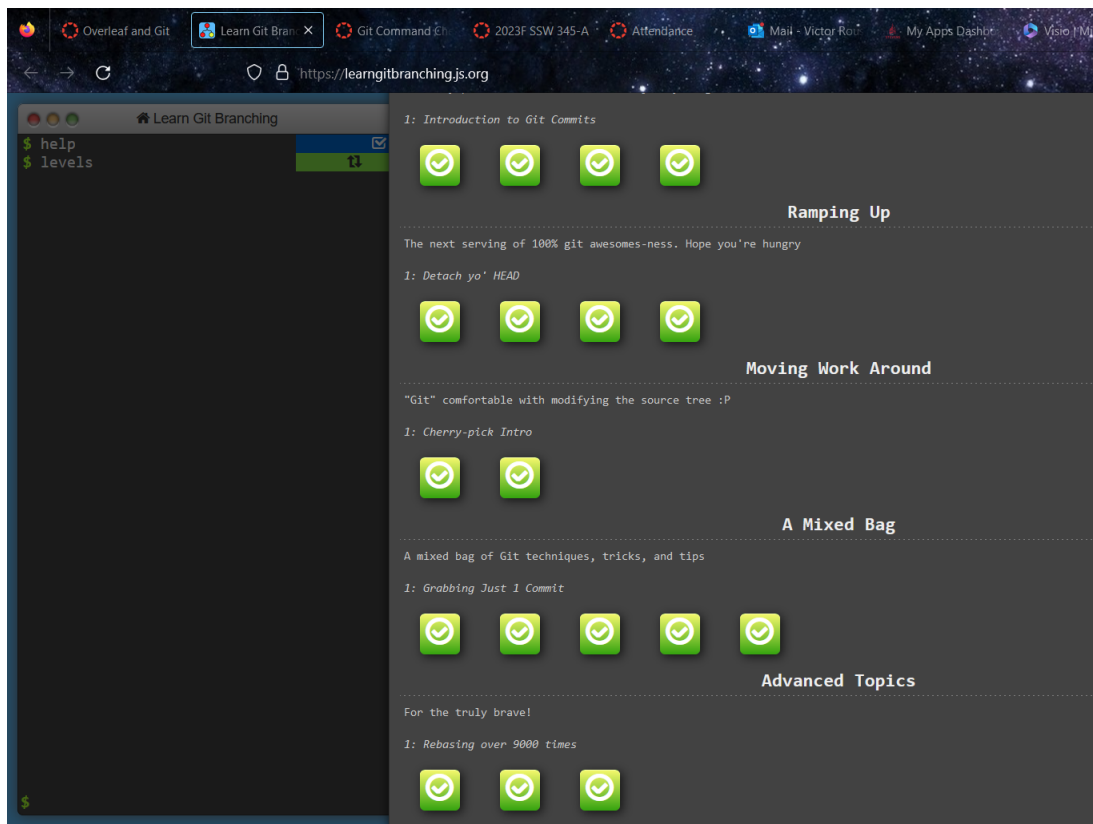 Overleaf and Git
Learn Git Bran
Git Command Ch
2023F SSW 345-A
Attendance
Mail - Victor Rou
My Apps Dashbo
Visio | Mi
https://learngitbranching.js.org
Learn Git Branching
$ help
$ levels
$
1: Introduction to Git Commits
Ramping Up
The next serving of 100% git awesomes-ness. Hope you're hungry
1: Detach yo' HEAD
Moving Work Around
"Git" comfortable with modifying the source tree :P
1: Cherry-pick Intro
A Mixed Bag
A mixed bag of Git techniques, tricks, and tips
1: Grabbing Just 1 Commit
Advanced Topics
For the truly brave!
1: Rebasing over 9000 times